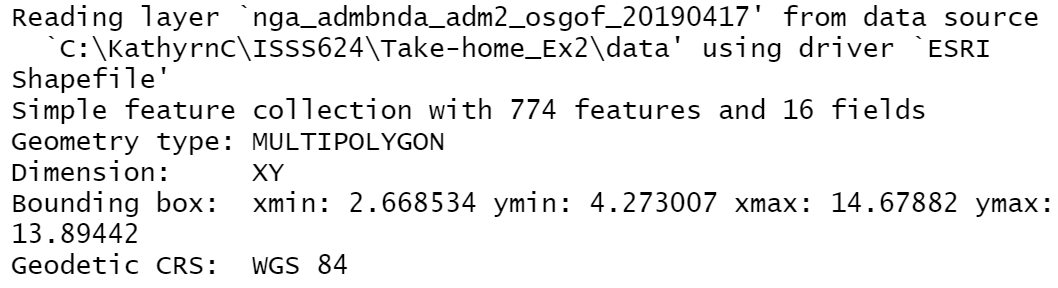 Reading layer `nga_admbnda_adm2_osgof_20190417' from data source
  `C:\KathyrnC\ISSS624\Take-home_Ex2\data' using driver `ESRI
Shapefile'
Simple feature collection with 774 features and 16 fields
Geometry type: MULTIPOLYGON
Dimension:     XY
Bounding box:  xmin: 2.668534 ymin: 4.273007 xmax: 14.67882 ymax:
13.89442
Geodetic CRS:  WGS 84